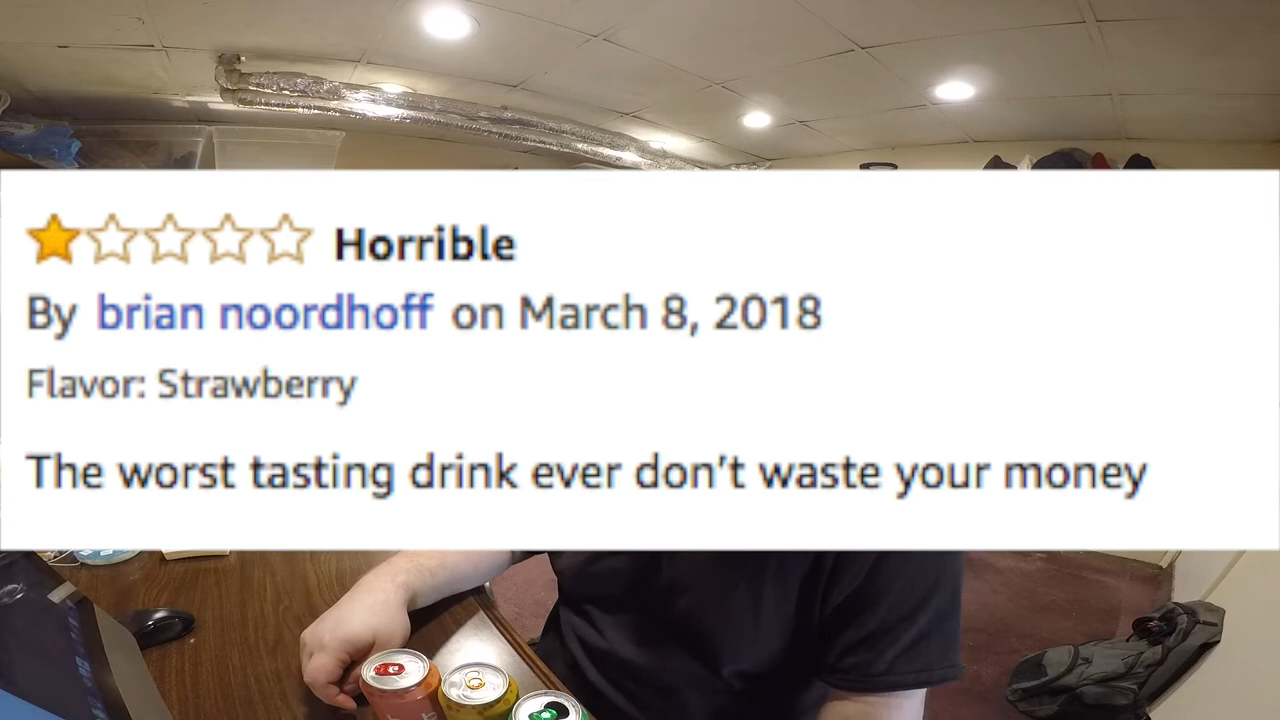 Horrible
By brian noordhoff on March 8, 2018
Flavor: Strawberry
The worst tasting drink ever don't waste your money